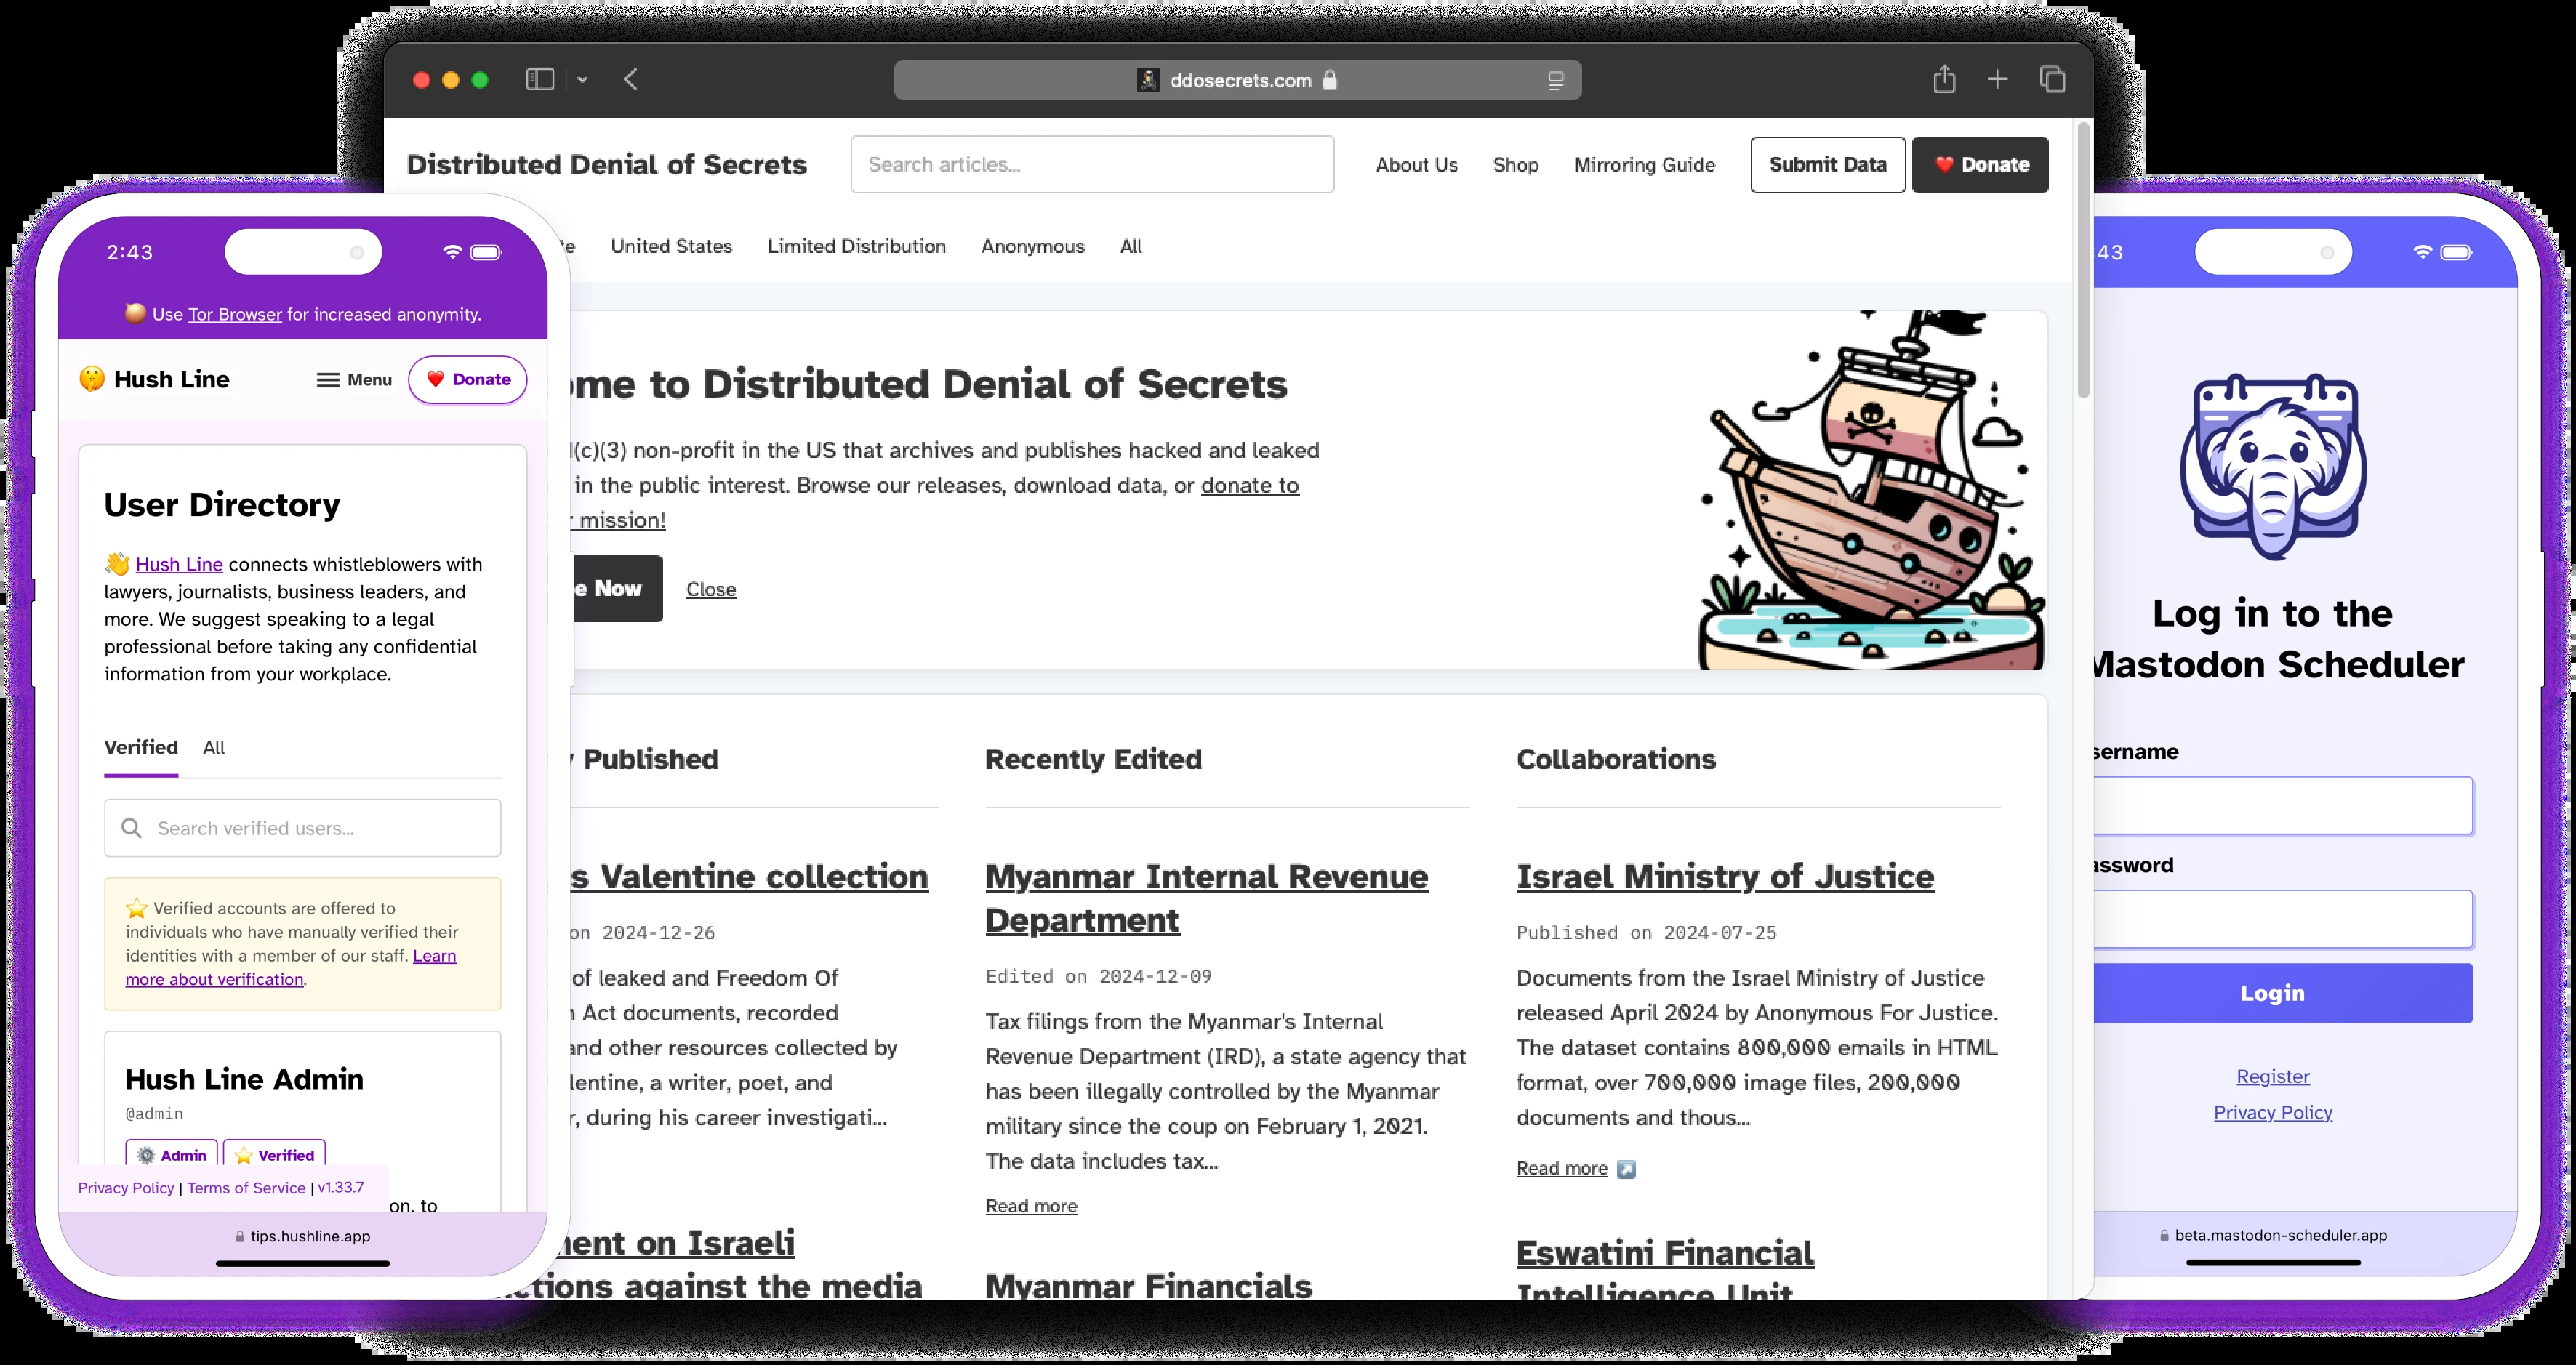 ddosecrets.com
Distributed Denial of Secrets
Search articles...
About Us
Shop
Mirroring Guide
Submit Data
Donate
United States
Limited Distribution
Anonymous
All
to Distributed Denial of Secrets
non-profit in the US that archives and publishes hacked and leaked
in the public interest. Browse our releases, download data, or donate to
mission!
Now
Close
Published
Valentine collection
on 2024-12-26
of leaked and Freedom Of
Act documents, recorded
and other resources collected by
a writer, poet, and
during his career investigati...
on Israeli
against the media
Recently Edited
Myanmar Internal Revenue
Department
Edited on 2024-12-09
Tax filings from the Myanmar's Internal
Revenue Department (IRD), a state agency that
has been illegally controlled by the Myanmar
military since the coup on February 1, 2021.
The data includes tax...
Read more
Myanmar Financials
Collaborations
Israel Ministry of Justice
Published on 2024-07-25
Documents from the Israel Ministry of Justice
released April 2024 by Anonymous For Justice.
The dataset contains 800,000 emails in HTML
format, over 700,000 image files, 200,000
documents and thous...
Read more
Eswatini Financial
Intelligence Unit
2:43
Use Tor Browser for increased anonymity.
Hush Line
Menu
Donate
User Directory
Hush Line connects whistleblowers with
lawyers, journalists, business leaders, and
more. We suggest speaking to a legal
professional before taking any confidential
information from your workplace.
Verified
All
Search verified users...
Verified accounts are offered to
individuals who have manually verified their
identities with a member of our staff. Learn
more about verification.
Hush Line Admin
@admin
Admin
Verified
Privacy Policy | Terms of Service | v1.33.7
on, to
tips.hushline.app
43
Log in to the
Mastodon Scheduler
sername
assword
Login
Register
Privacy Policy
beta.mastodon-scheduler.app